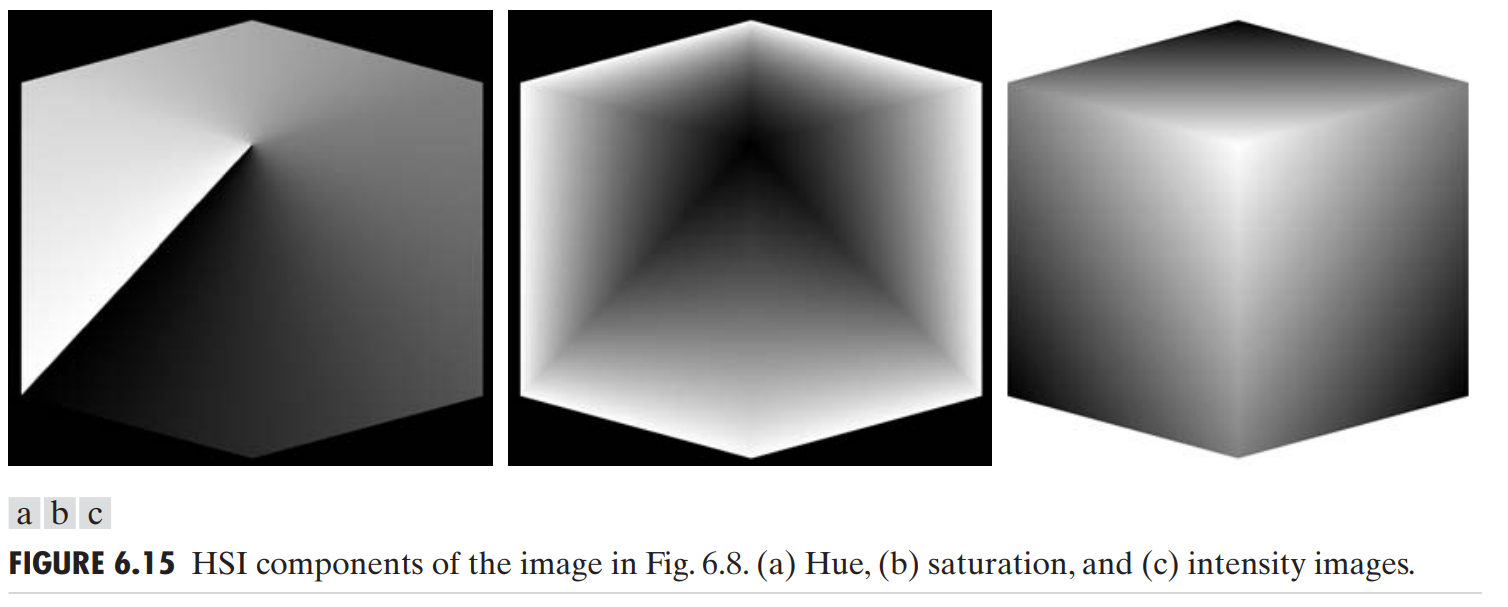 a b c
FIGURE 6.15 HSI components of the image in Fig. 6.8. (a) Hue, (b) saturation, and (c) intensity images.